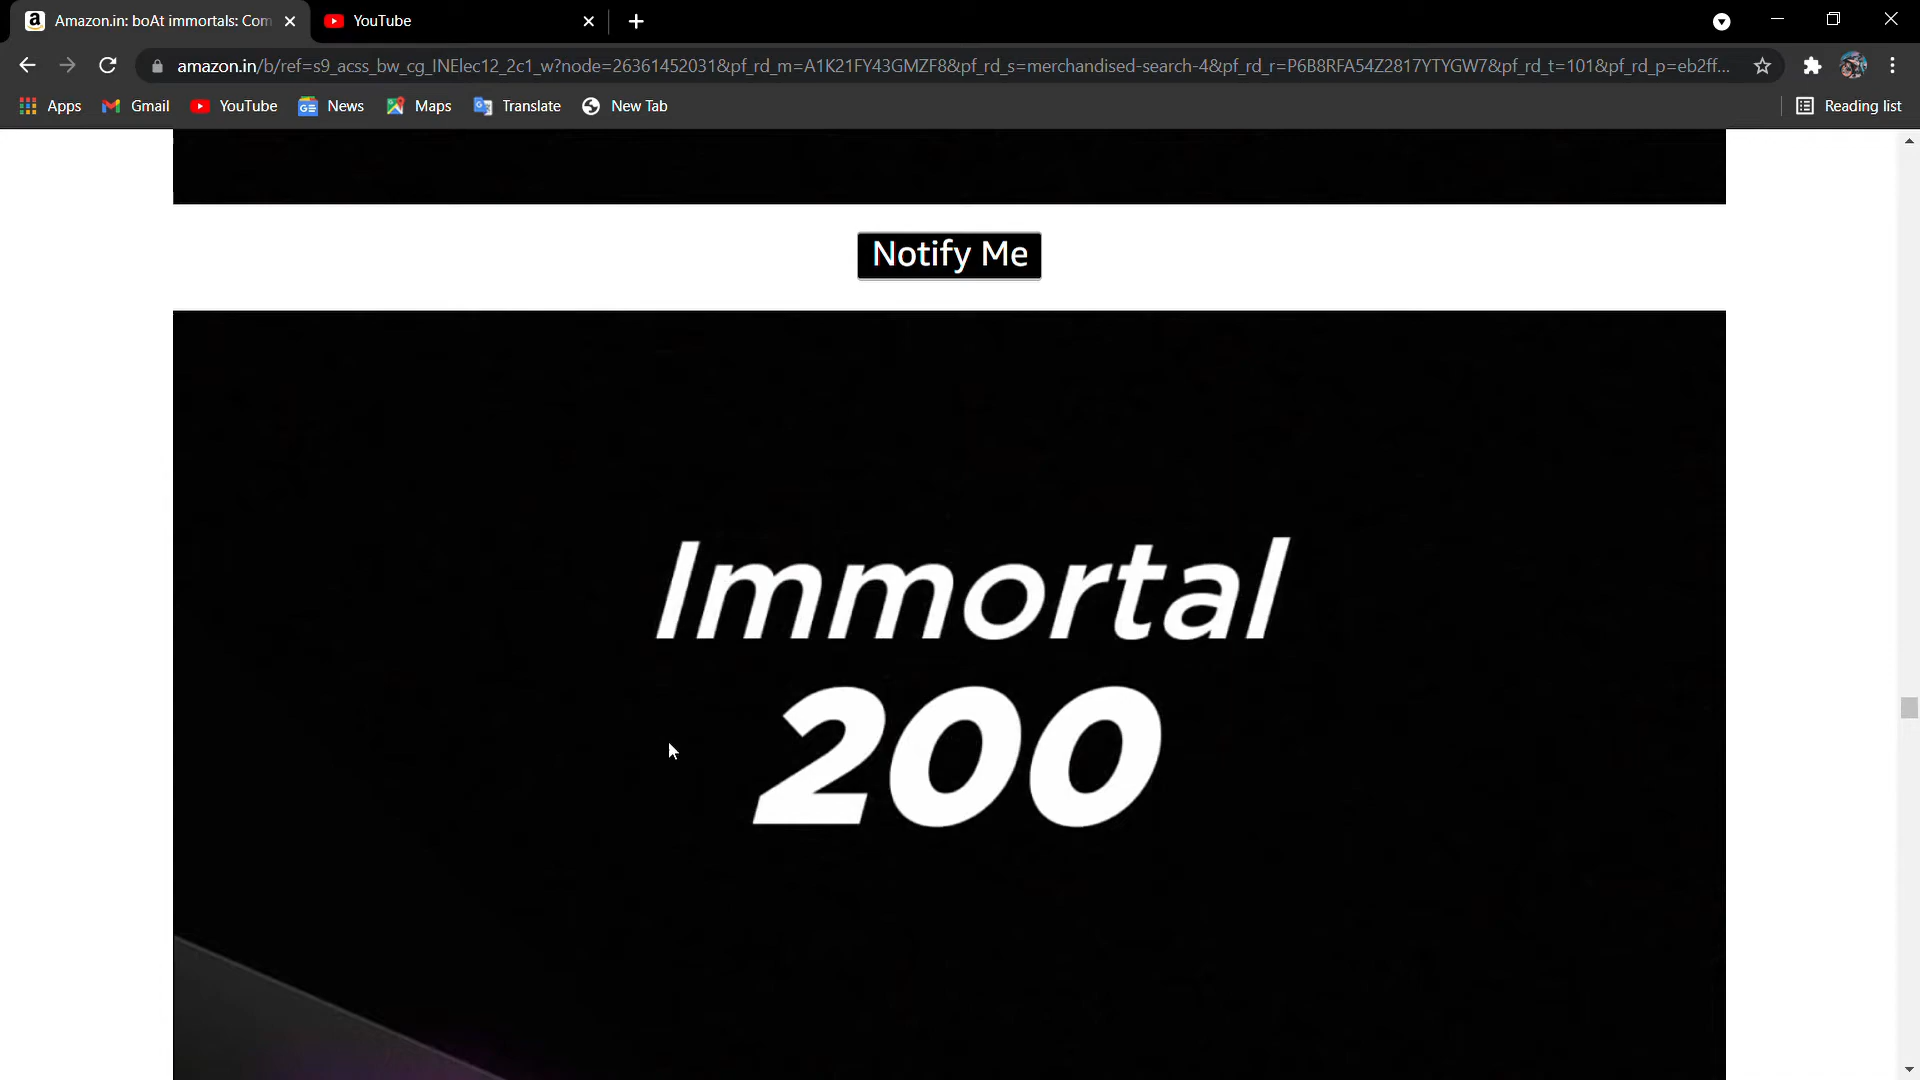 Amazon.in: boAt immortals: Com
YouTube
amazon.in/b/ref=s9_acss_bw_cg_INElec12_2c1_w?node=26361452031&pf_rd_m=A1K21FY43GMZF8&pf_rd_s=merchandised-search-4&pf_rd_r=P6B8RFA54Z2817YTYGW7&pf_rd_t=101&pf_rd_p=eb2ff...
Apps Gmail YouTube News Maps Translate New Tab Reading list
Notify Me
Immortal
200